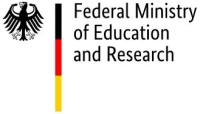 Federal Ministry
of Education
and Research